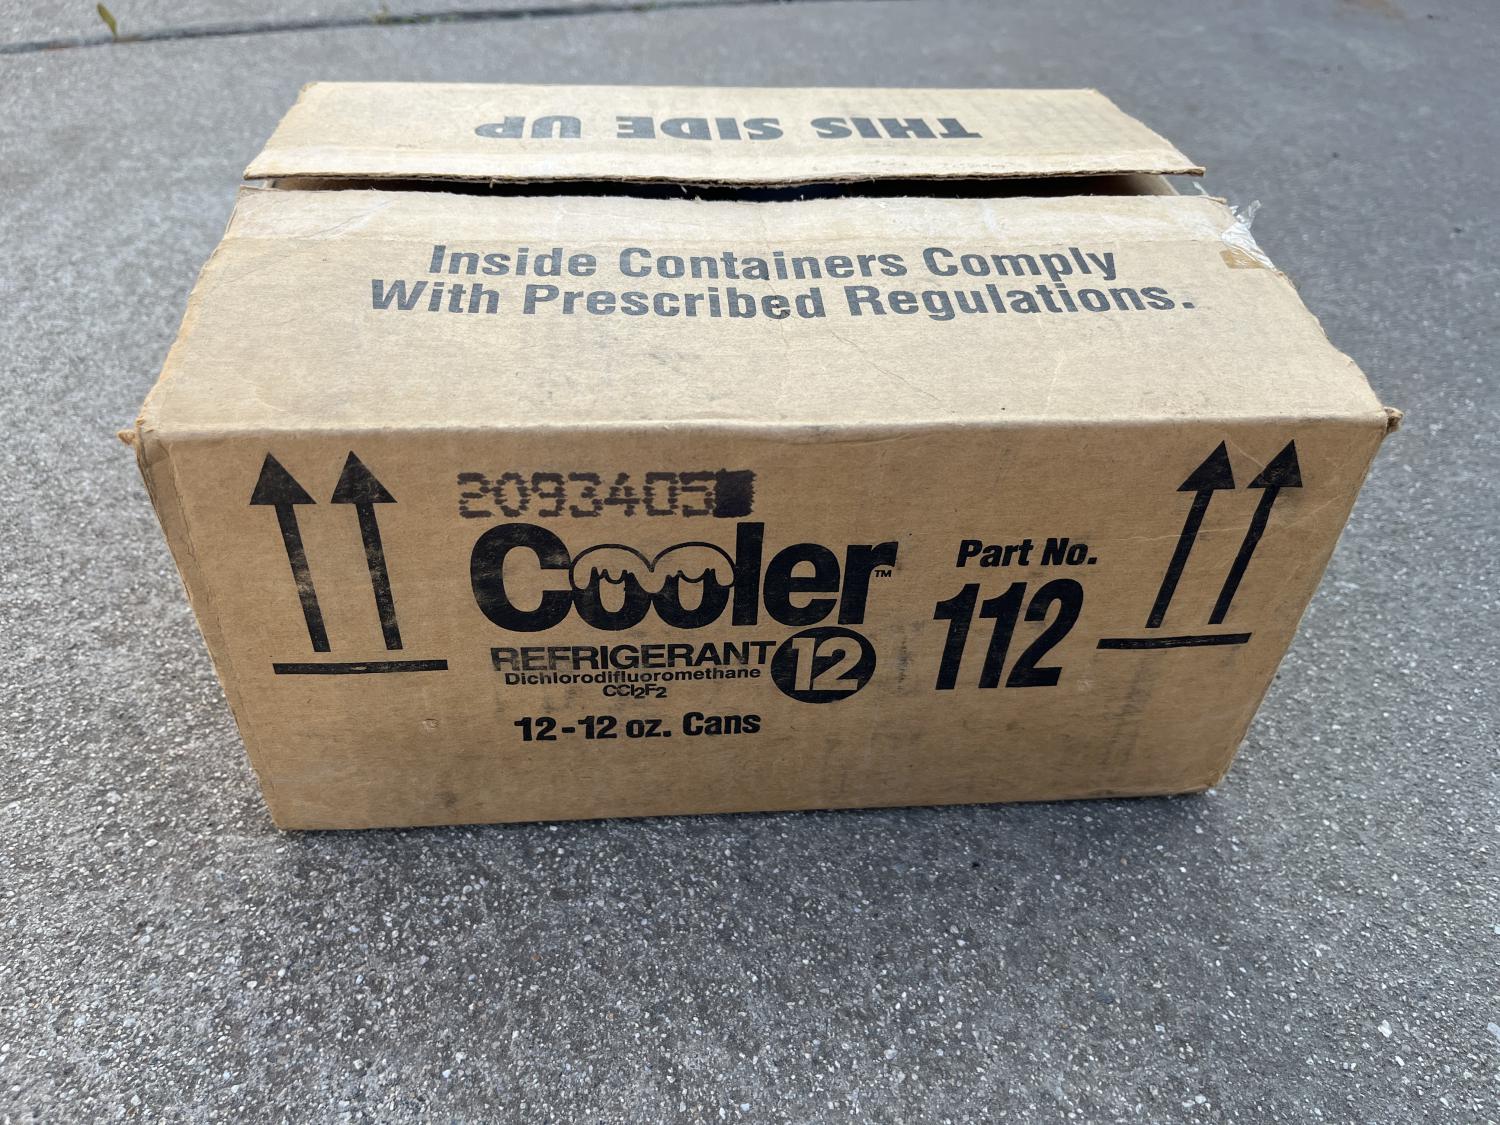 THIS SIDE UP
Inside Containers Comply
With Prescribed Regulations.
2093405
Cooler™
REFRIGERANT 12
Dichlorodifluoromethane
CCl2F2
12-12 oz. Cans
Part No.
112